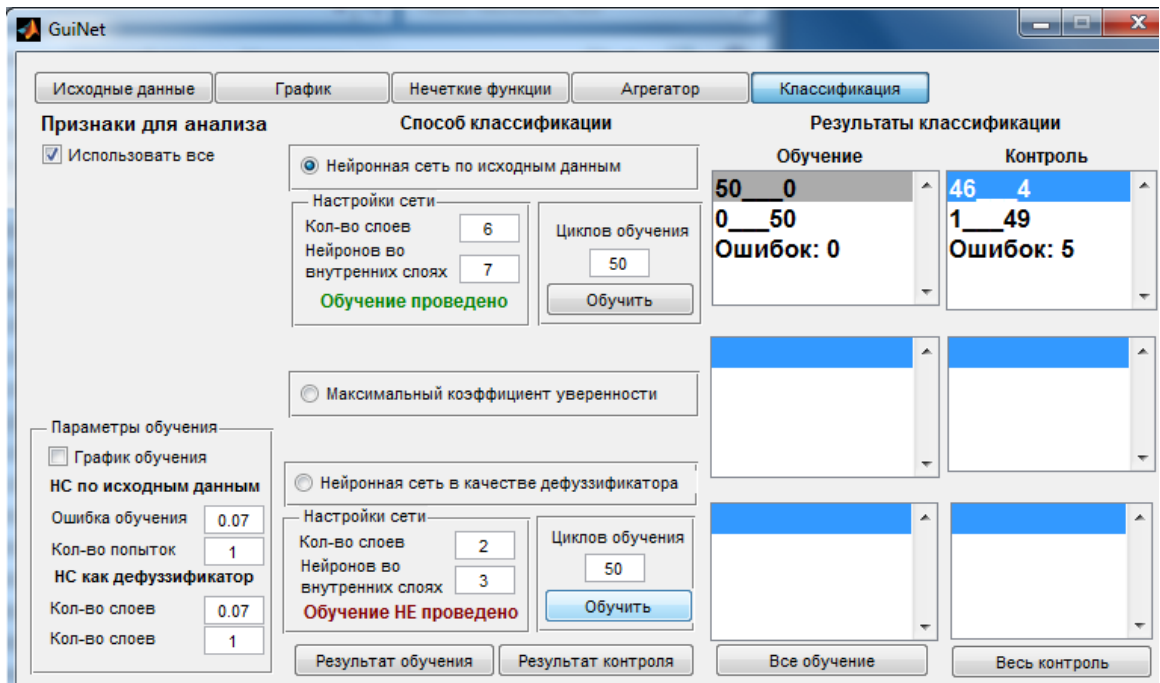 GuiNet
Исходные данные График Нечеткие функции Агрегатор Классификация
Признаки для анализа
Использовать все
Способ классификации
Нейронная сеть по исходным данным
Настройки сети
Кол-во слоев 6
Нейронов во
внутренних слоях 7
Обучение проведено
Циклов обучения
50
Обучить
Максимальный коэффициент уверенности
Нейронная сеть в качестве дефуззификатора
Настройки сети
Кол-во слоев 2
Нейронов во
внутренних слоях 3
Обучение НЕ проведено
Циклов обучения
50
Обучить
Параметры обучения
График обучения
НС по исходным данным
Ошибка обучения 0.07
Кол-во попыток 1
НС как дефуззификатор
Кол-во слоев 0.07
Кол-во слоев 1
Результаты классификации
Обучение
50___0
0___50
Ошибок: 0
Контроль
46___4
1___49
Ошибок: 5
Результат обучения Результат контроля Все обучение Весь контроль